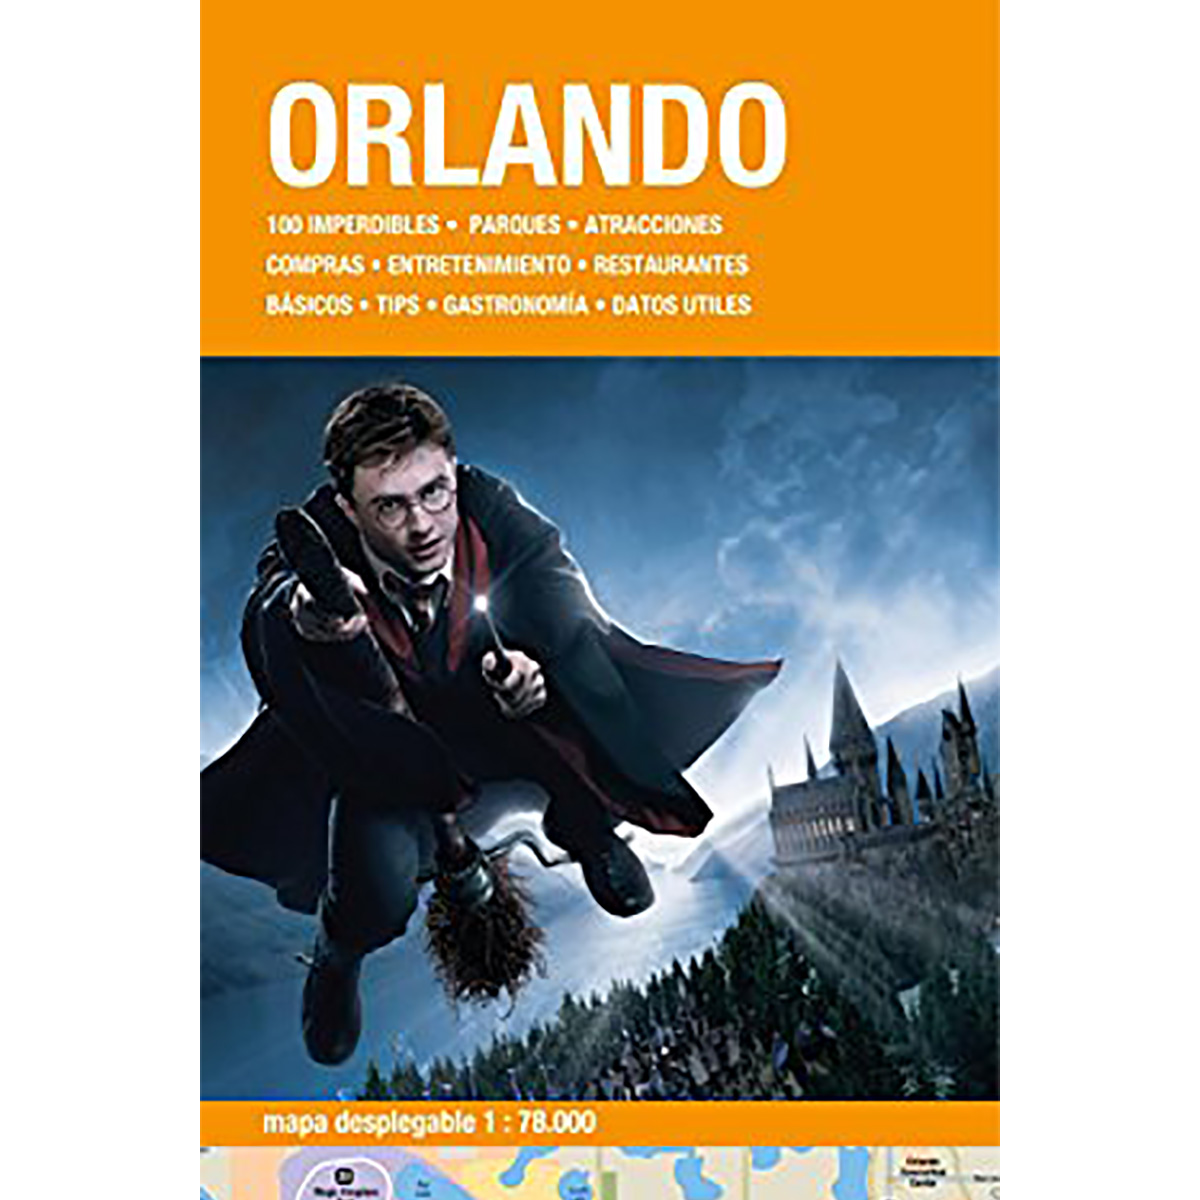 ORLANDO
100 IMPERDIBLES • PARQUES • ATRACCIONES
COMPRAS • ENTRETENIMIENTO • RESTAURANTES
BÁSICOS • TIPS • GASTRONOMÍA • DATOS UTILES
mapa desplegable 1 : 78.000